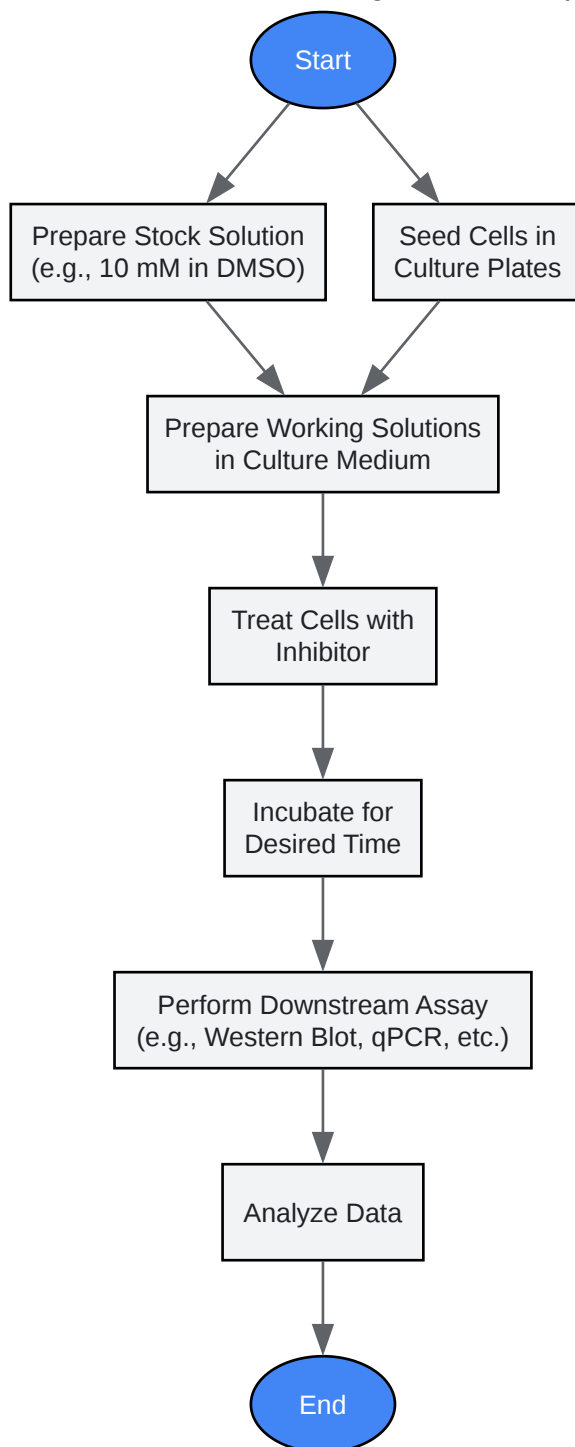 Start
Prepare Stock Solution
(e.g., 10 mM in DMSO)
Seed Cells in
Culture Plates
Prepare Working Solutions
in Culture Medium
Treat Cells with
Inhibitor
Incubate for
Desired Time
Perform Downstream Assay
(e.g., Western Blot, qPCR, etc.)
Analyze Data
End